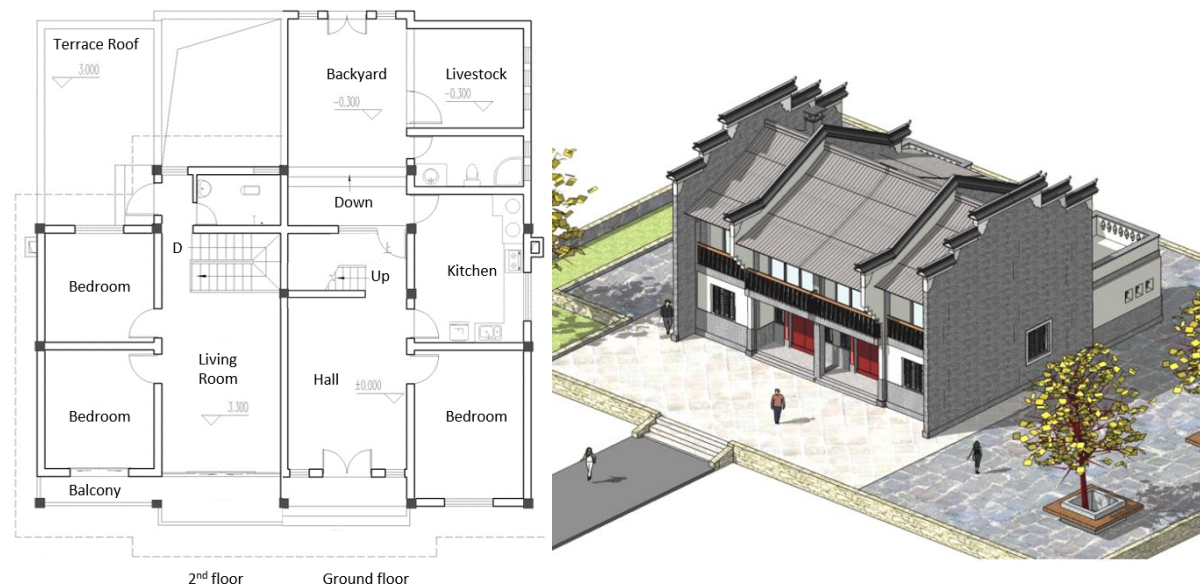 Terrace Roof
3.000
Backyard
-0.300
Livestock
-0.300
Down
D
Up
Kitchen
Bedroom
Living
Room
3.300
Hall
±0.000
Bedroom
Bedroom
Balcony
2nd floor
Ground floor